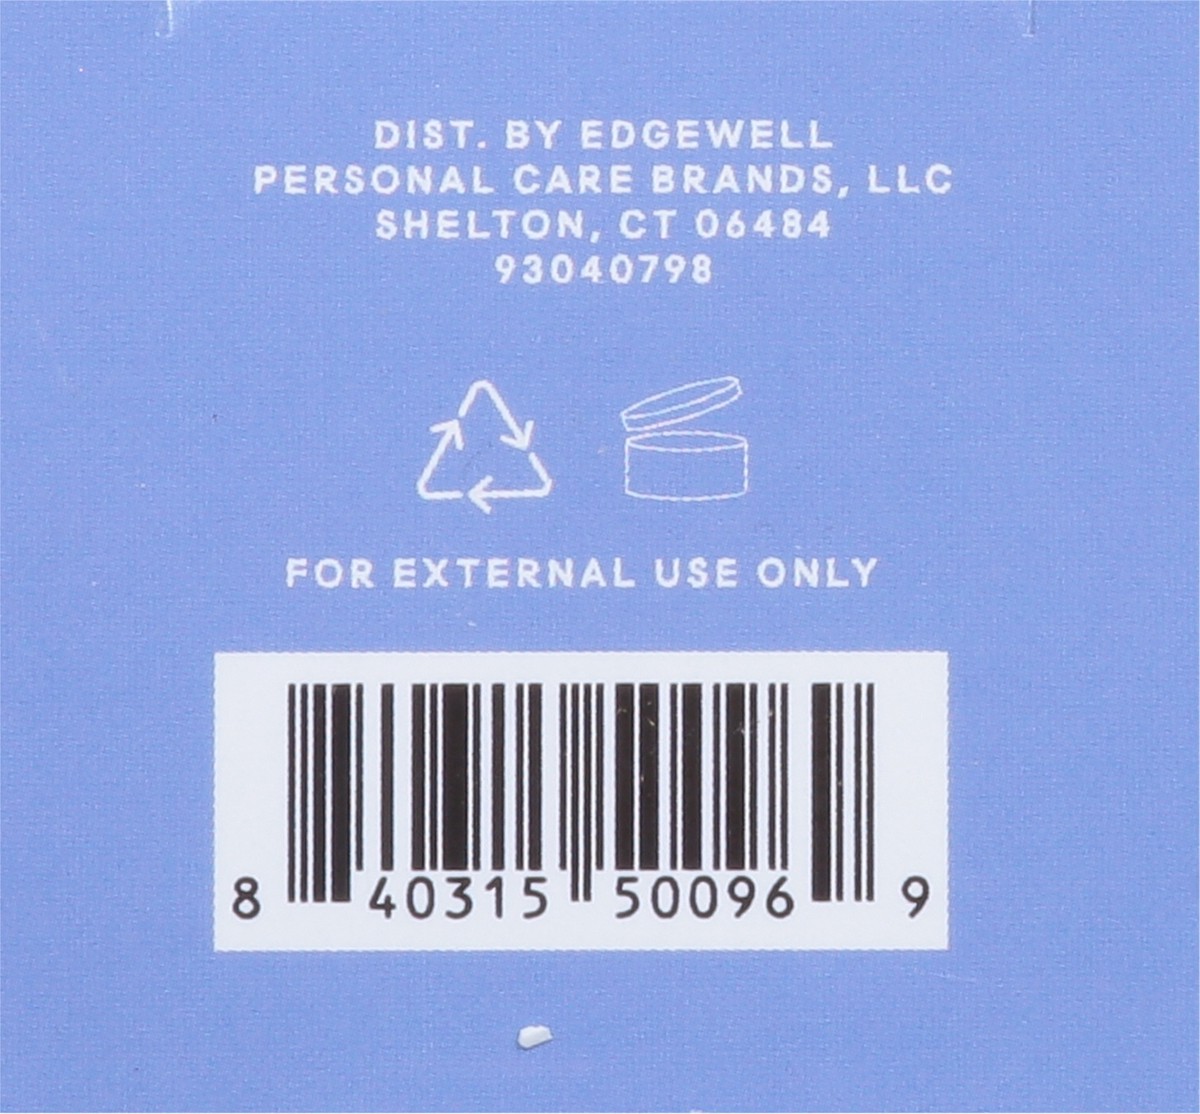 DIST. BY EDGEWELL
PERSONAL CARE BRANDS, LLC
SHELTON, CT 06484
93040798
FOR EXTERNAL USE ONLY
8 40315 50096 9